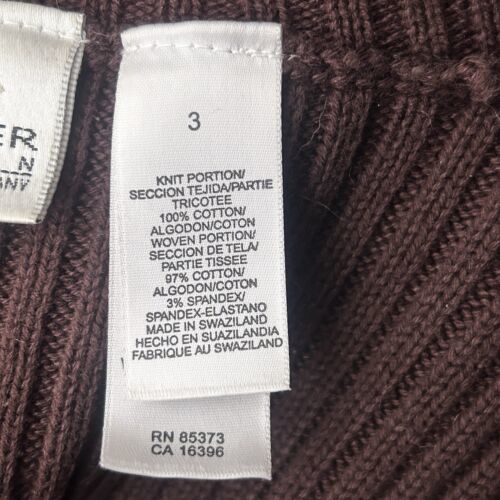 ER
N
ANY
3
KNIT PORTION/
SECCION TEJIDA/PARTIE
TRICOTEE
100% COTTON/
ALGODON/COTON
WOVEN PORTION/
SECCION DE TELA/
PARTIE TISSEE
97% COTTON/
ALGODON/COTON
3% SPANDEX/
SPANDEX-ELASTANO
MADE IN SWAZILAND
HECHO EN SUAZILANDIA
FABRIQUE AU SWAZILAND
RN 85373
CA 16396